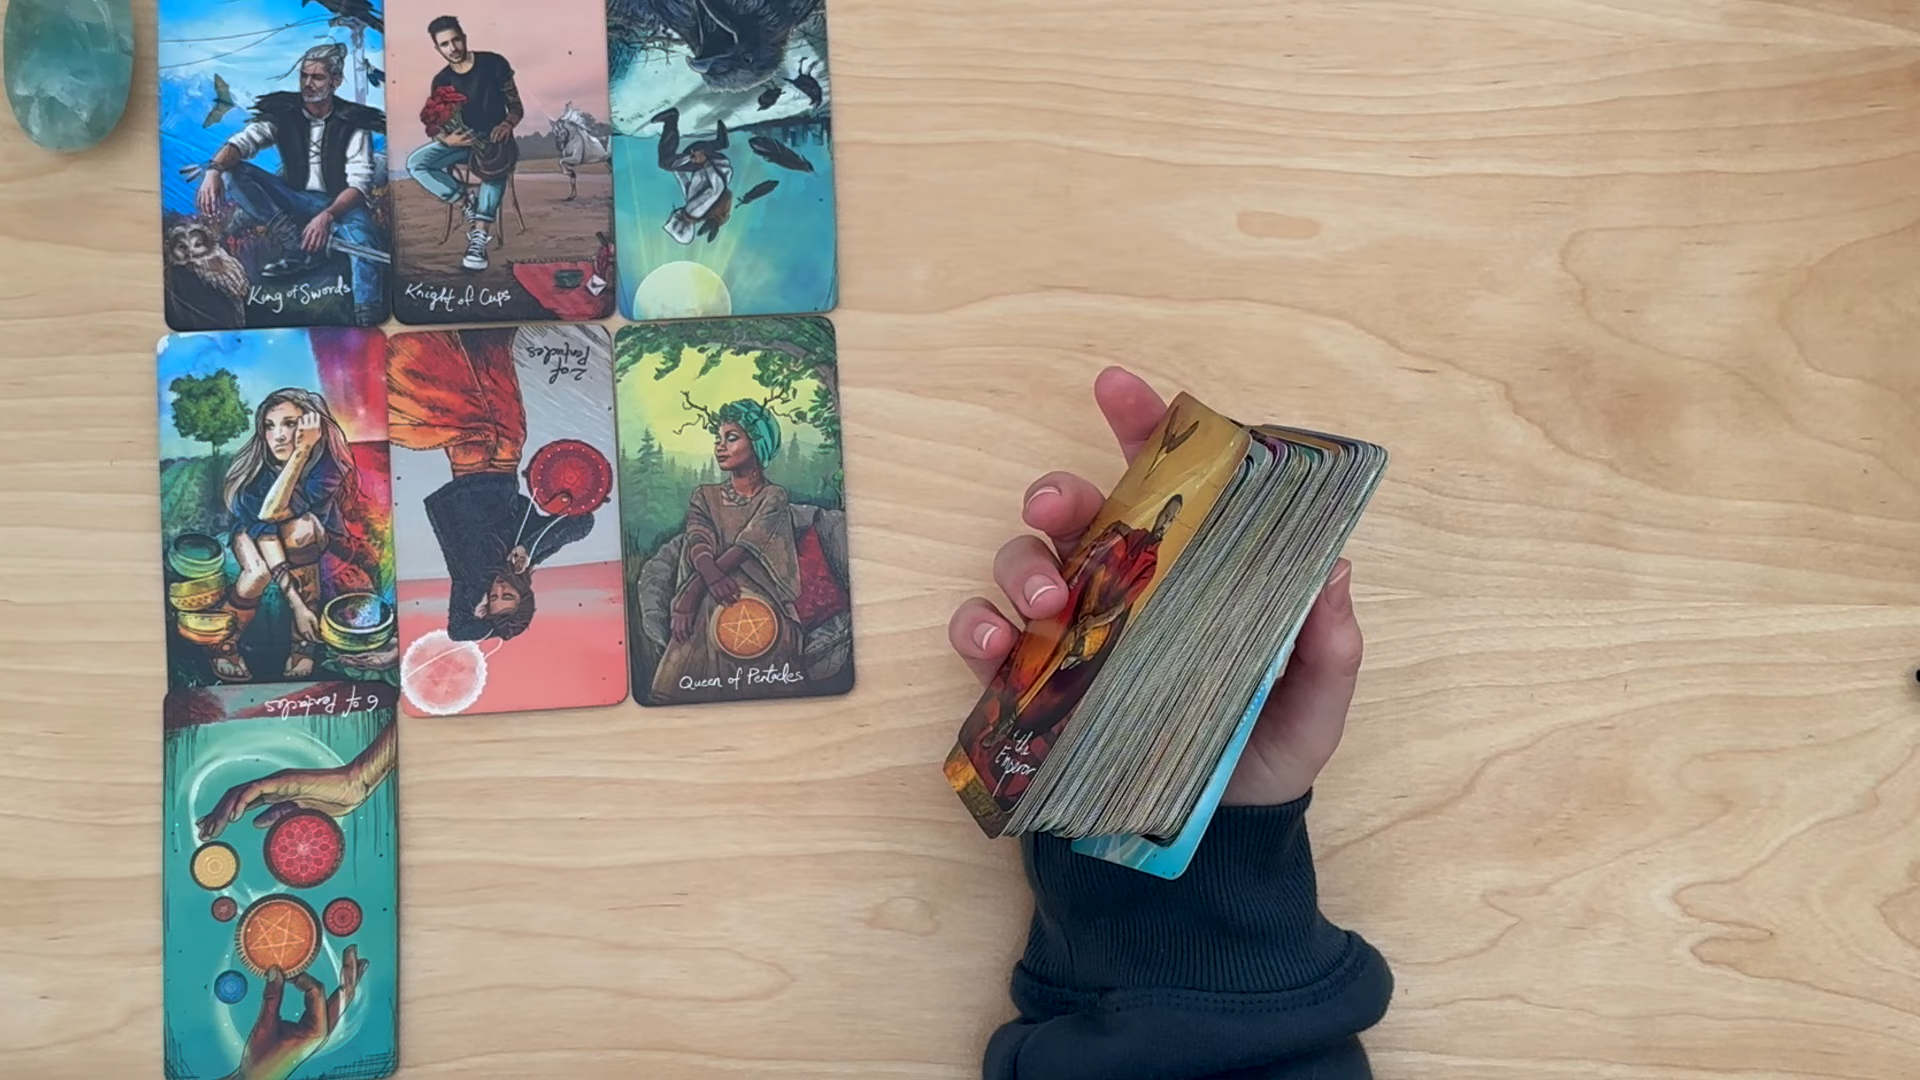 King of Swords
Knight of Cups
2 of
Pentacles
Queen of Pentacles
6 of Pentacles
the
Emperor